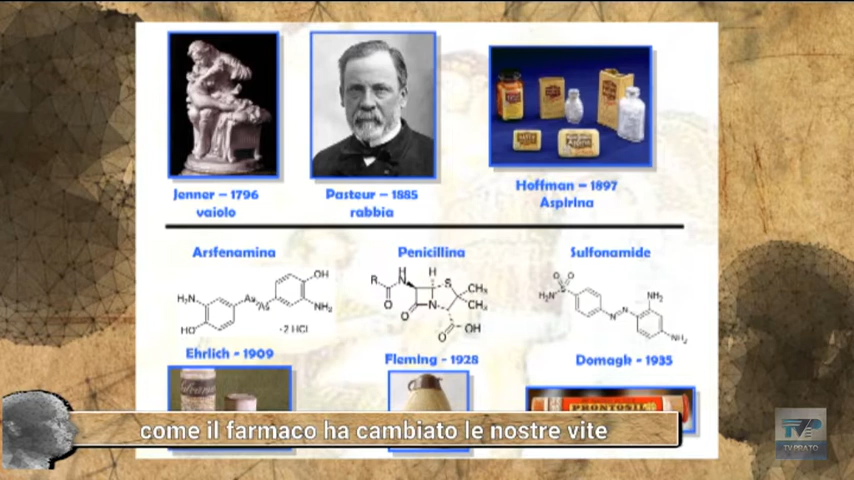 Jenner – 1796
vaiolo
Pasteur – 1885
rabbia
Hoffman – 1897
Aspirina
Arsfenamina
Penicillina
Sulfonamide
OH
H₂N
As
As
NH₂
HO
·2 HCl
R
H
N
H
S
CH₃
CH₃
O
N
O
O
OH
O O
S
H₂N
NH₂
N
N
NH₂
Ehrlich - 1909
Fleming - 1928
Domagk - 1935
PRONTOSIL
come il farmaco ha cambiato le nostre vite
TVP
TV PRATO